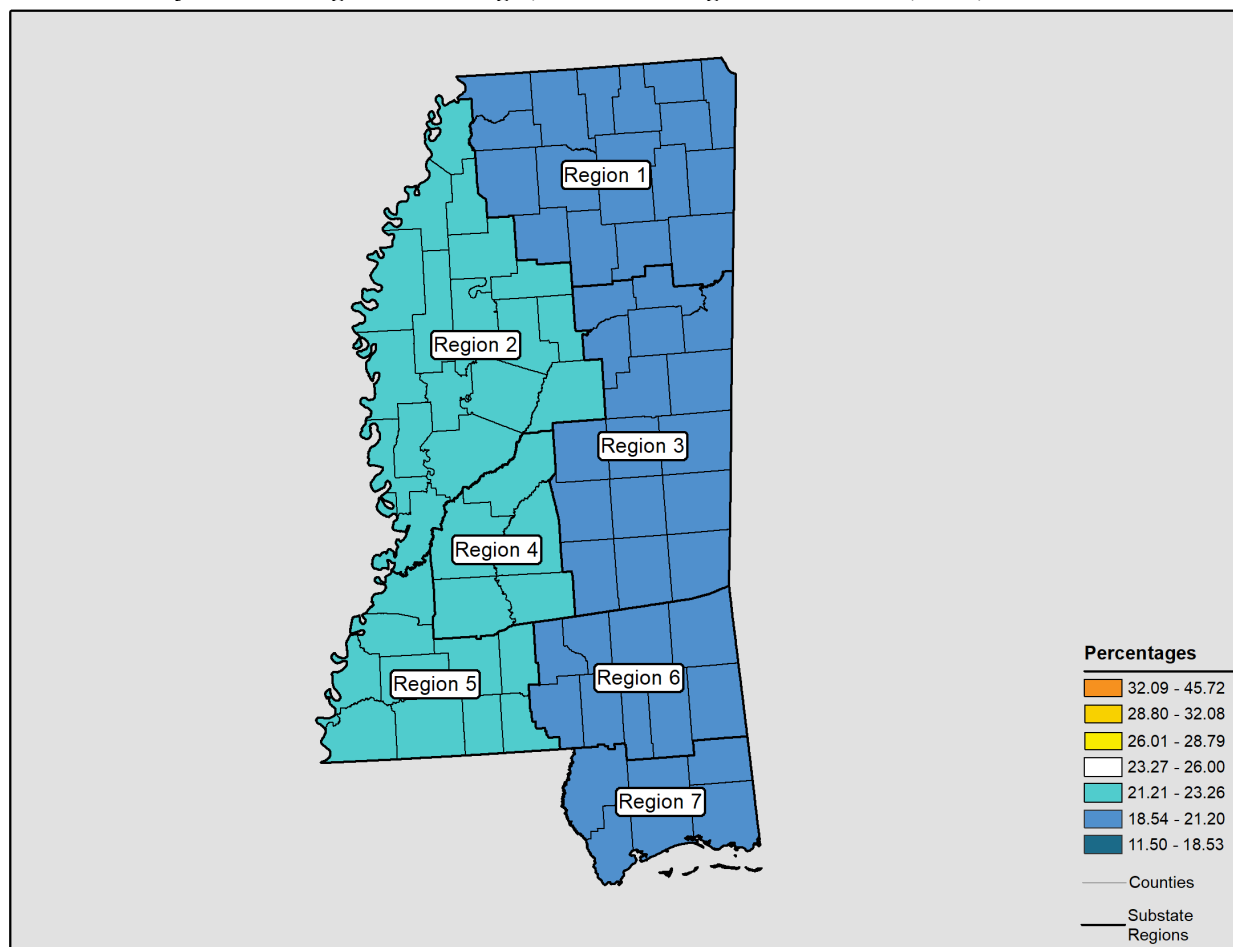 Region 1
Region 2
Region 3
Region 4
Region 5
Region 6
Region 7
Percentages
32.09 - 45.72
28.80 - 32.08
26.01 - 28.79
23.27 - 26.00
21.21 - 23.26
18.54 - 21.20
11.50 - 18.53
Counties
Substate
Regions